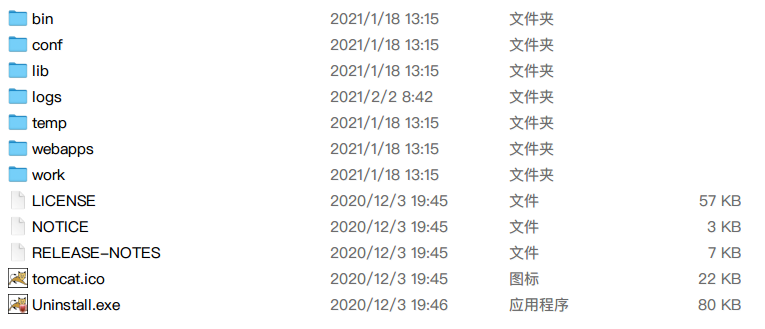 bin 2021/1/18 13:15 文件夹
conf 2021/1/18 13:15 文件夹
lib 2021/1/18 13:15 文件夹
logs 2021/2/2 8:42 文件夹
temp 2021/1/18 13:15 文件夹
webapps 2021/1/18 13:15 文件夹
work 2021/1/18 13:15 文件夹
LICENSE 2020/12/3 19:45 文件 57 KB
NOTICE 2020/12/3 19:45 文件 3 KB
RELEASE-NOTES 2020/12/3 19:45 文件 7 KB
tomcat.ico 2020/12/3 19:45 图标 22 KB
Uninstall.exe 2020/12/3 19:46 应用程序 80 KB